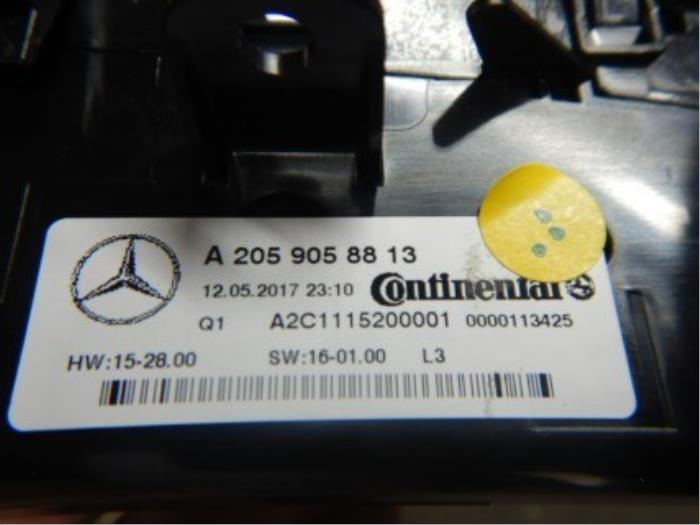 A 205 905 88 13
12.05.2017 23:10 Continental
Q1 A2C1115200001 0000113425
HW:15-28.00 SW:16-01.00 L3